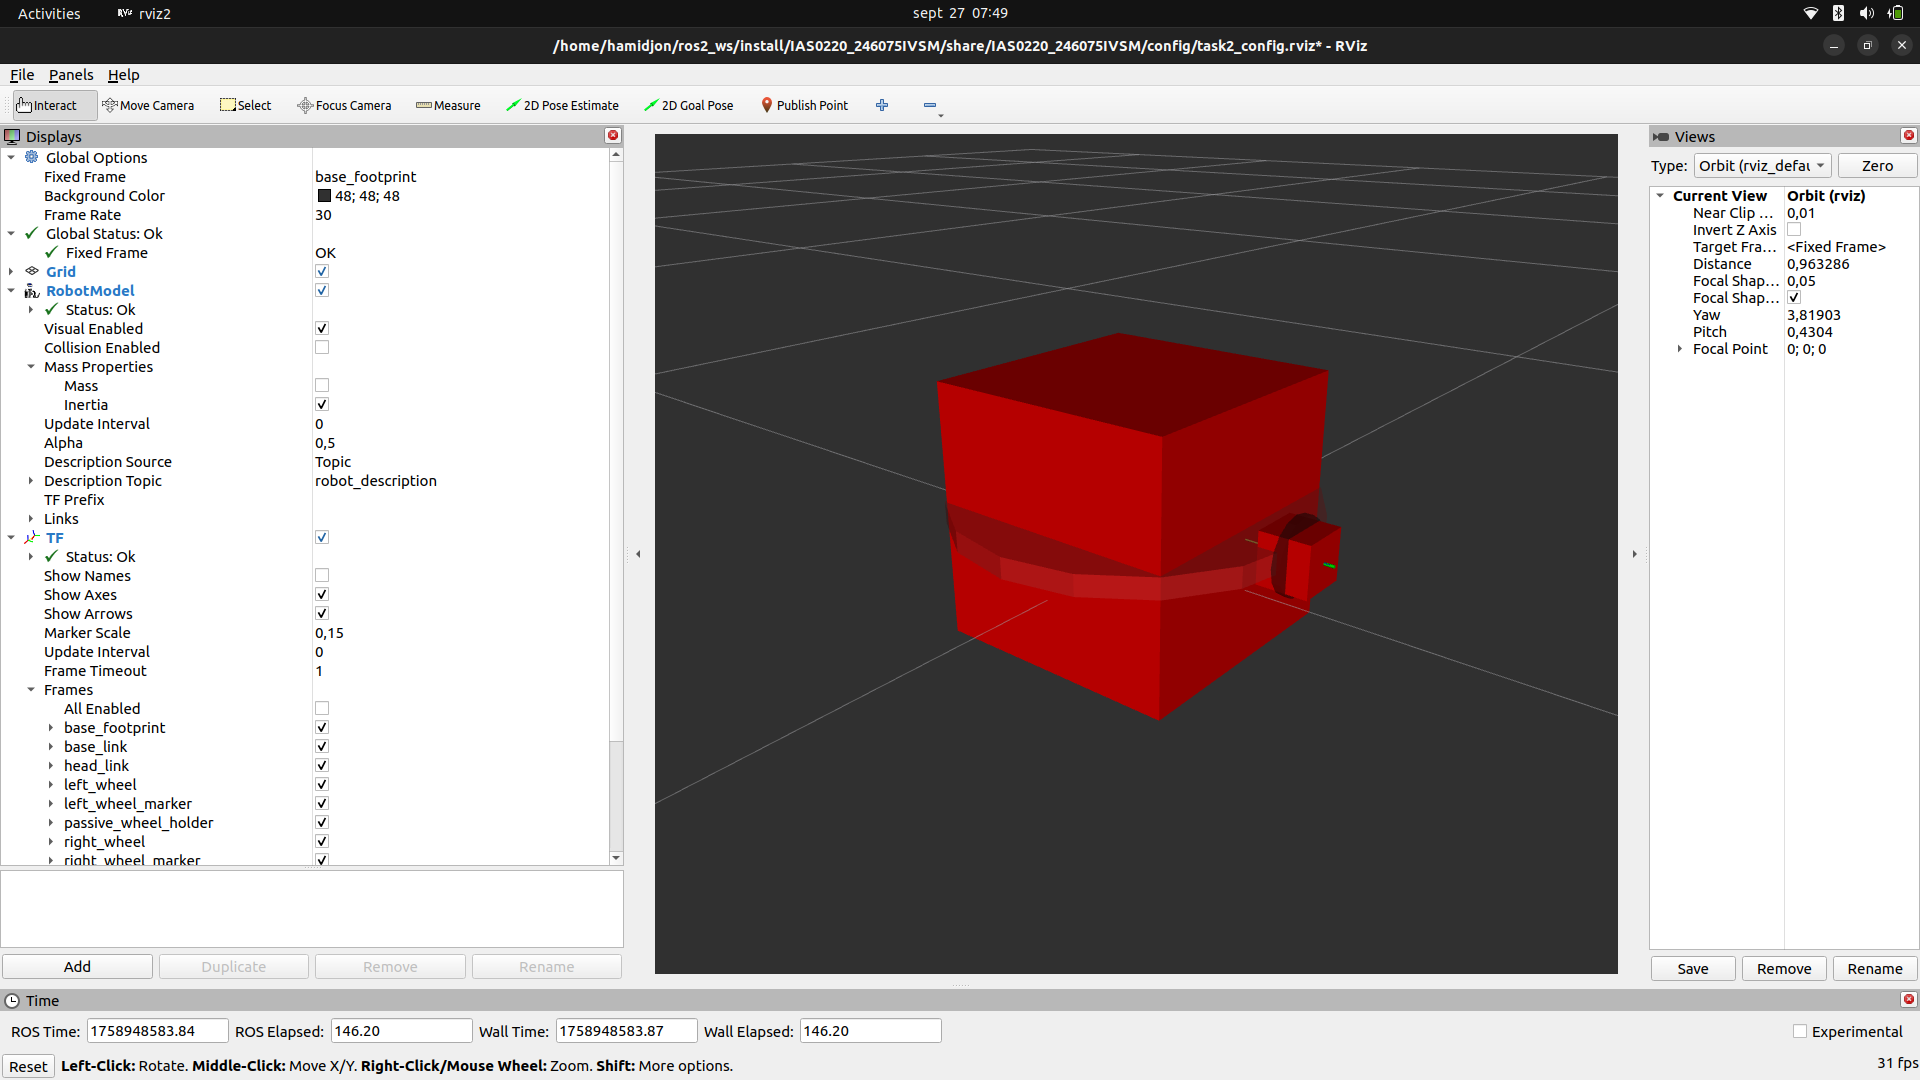 Activities rviz2 sept 27 07:49
/home/hamidjon/ros2_ws/install/IAS0220_246075IVSM/share/IAS0220_246075IVSM/config/task2_config.rviz* - RViz
File Panels Help
Interact Move Camera Select Focus Camera Measure 2D Pose Estimate 2D Goal Pose Publish Point
Displays
Global Options
Fixed Frame base_footprint
Background Color 48; 48; 48
Frame Rate 30
Global Status: Ok
Fixed Frame OK
Grid
RobotModel
Status: Ok
Visual Enabled
Collision Enabled
Mass Properties
Mass
Inertia
Update Interval 0
Alpha 0,5
Description Source Topic
Description Topic robot_description
TF Prefix
Links
TF
Status: Ok
Show Names
Show Axes
Show Arrows
Marker Scale 0,15
Update Interval 0
Frame Timeout 1
Frames
All Enabled
base_footprint
base_link
head_link
left_wheel
left_wheel_marker
passive_wheel_holder
right_wheel
right_wheel_marker
Add Duplicate Remove Rename
Views
Type: Orbit (rviz_defau Zero
Current View Orbit (rviz)
Near Clip ... 0,01
Invert Z Axis
Target Fra... <Fixed Frame>
Distance 0,963286
Focal Shap... 0,05
Focal Shap...
Yaw 3,81903
Pitch 0,4304
Focal Point 0; 0; 0
Save Remove Rename
Time
ROS Time: 1758948583.84 ROS Elapsed: 146.20 Wall Time: 1758948583.87 Wall Elapsed: 146.20 Experimental
Reset Left-Click: Rotate. Middle-Click: Move X/Y. Right-Click/Mouse Wheel: Zoom. Shift: More options. 31 fps